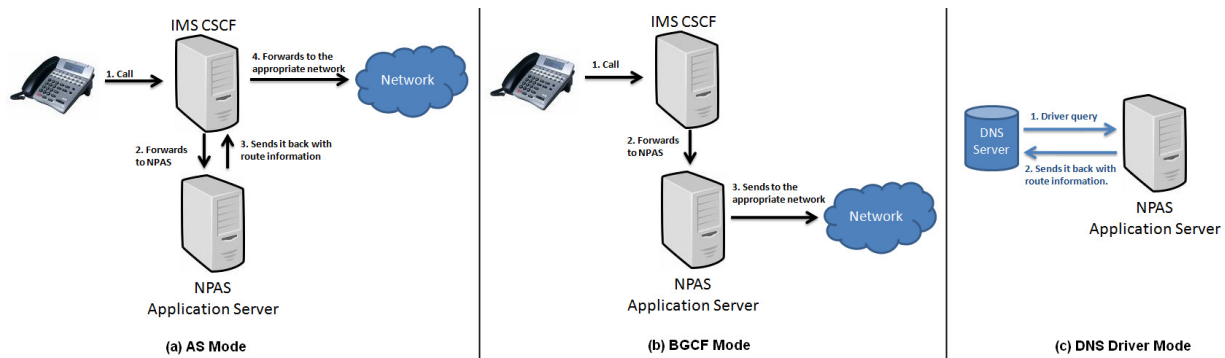 IMS CSCF
1. Call
4. Forwards to the
appropriate network
Network
2. Forwards
to NPAS
3. Sends it back with
route information
NPAS
Application Server
(a) AS Mode
IMS CSCF
1. Call
2. Forwards
to NPAS
3. Sends to the
appropriate network
Network
NPAS
Application Server
(b) BGCF Mode
DNS
Server
1. Driver query
2. Sends it back with
route information.
NPAS
Application Server
(c) DNS Driver Mode